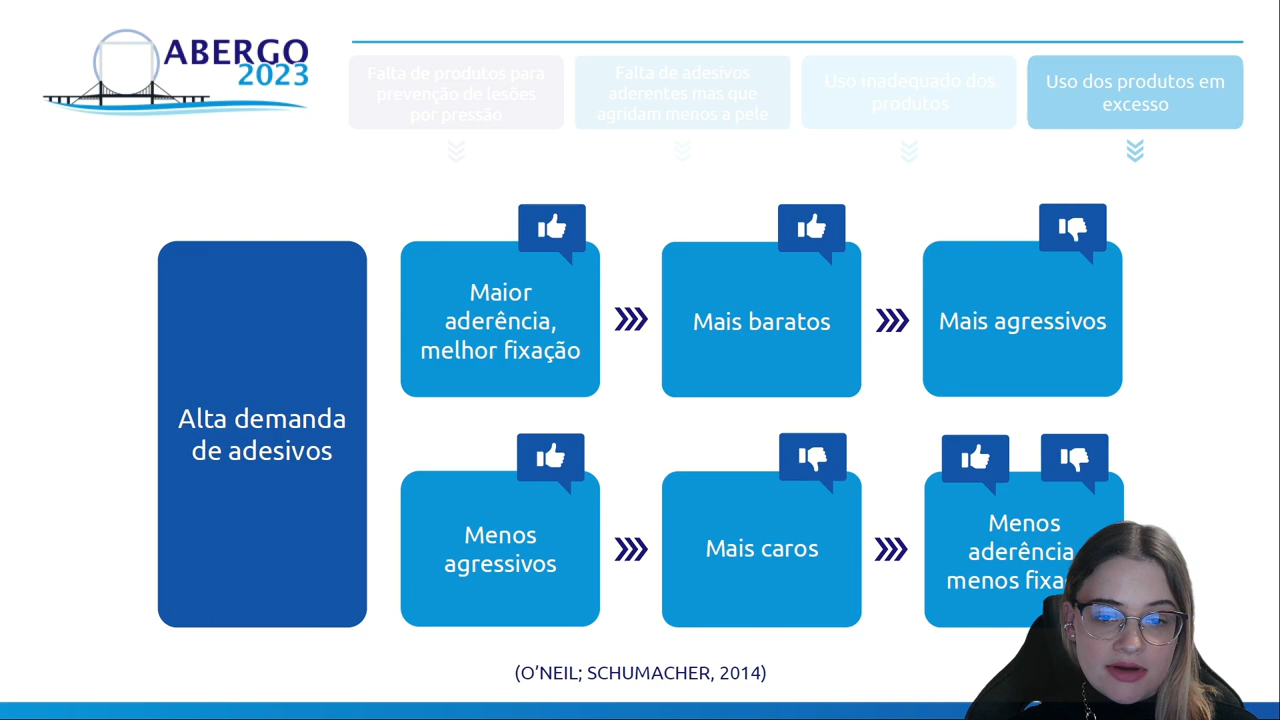 ABERGO
2023
Falta de produtos para
prevenção de lesões
por pressão
Falta de adesivos
aderentes mas que
agridam menos a pele
Uso inadequado dos
produtos
Uso dos produtos em
excesso
Alta demanda
de adesivos
Maior
aderência,
melhor fixação
Mais baratos
Mais agressivos
Menos
agressivos
Mais caros
Menos
aderência
menos
(O’NEIL; SCHUMACHER, 2014)